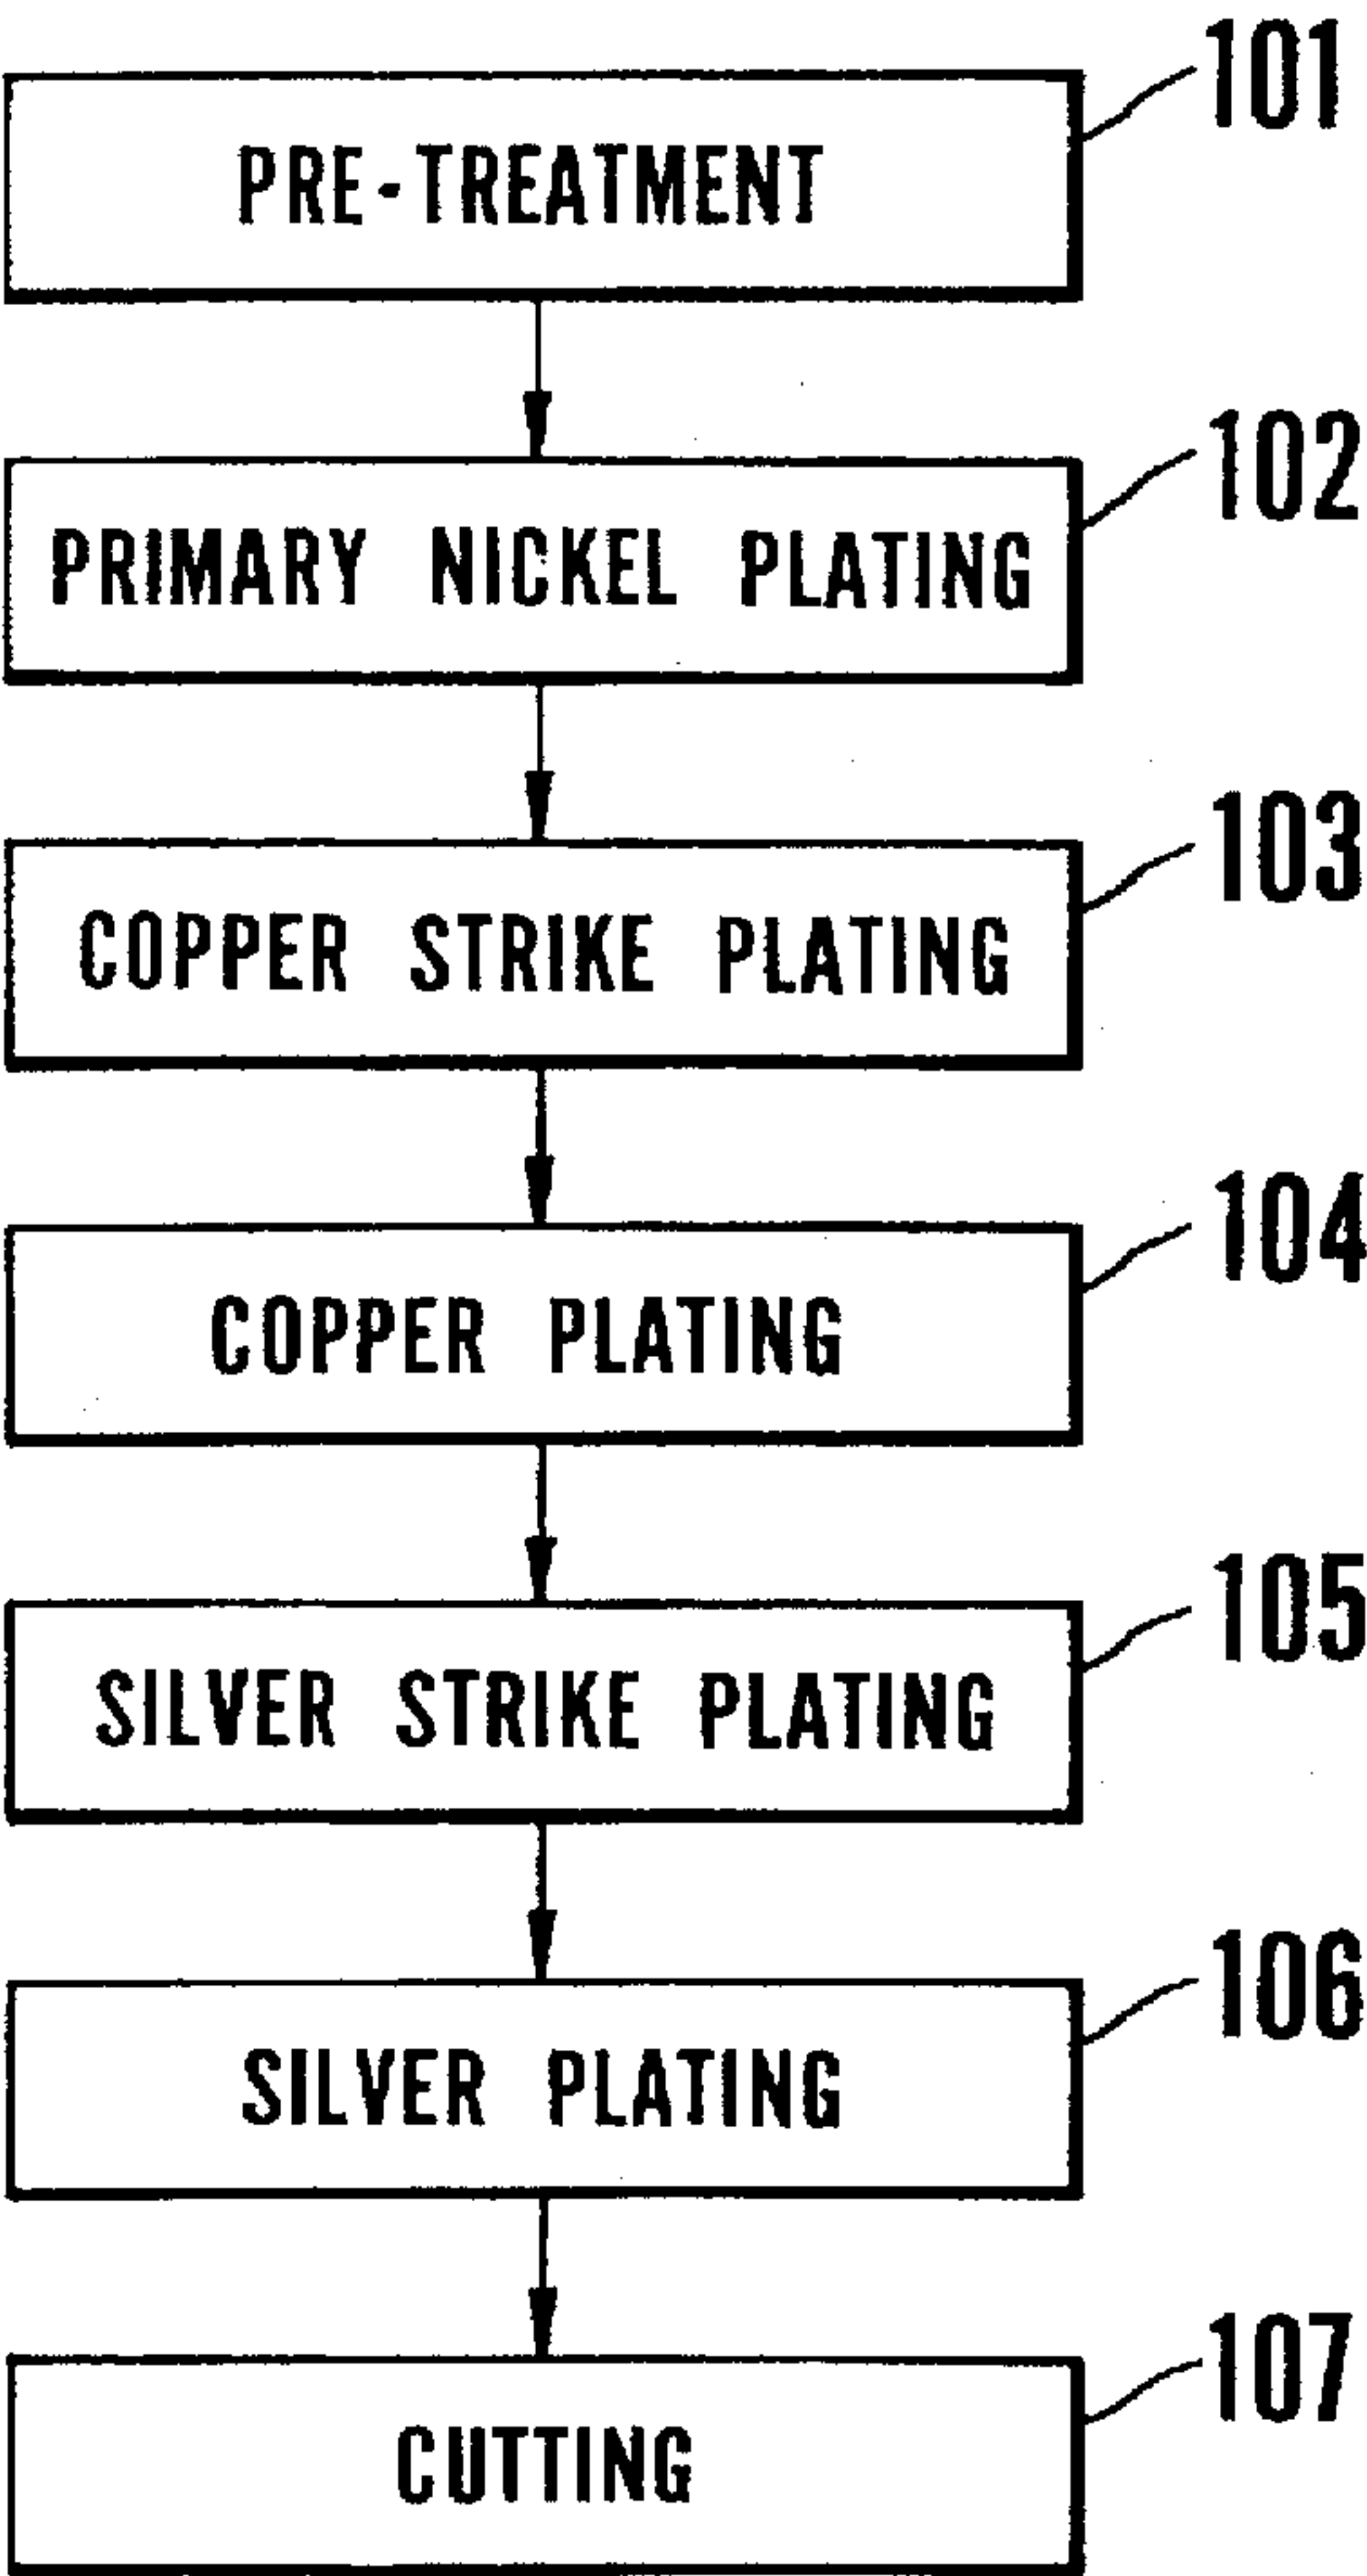 101
PRE-TREATMENT
102
PRIMARY NICKEL PLATING
103
COPPER STRIKE PLATING
104
COPPER PLATING
105
SILVER STRIKE PLATING
106
SILVER PLATING
107
CUTTING